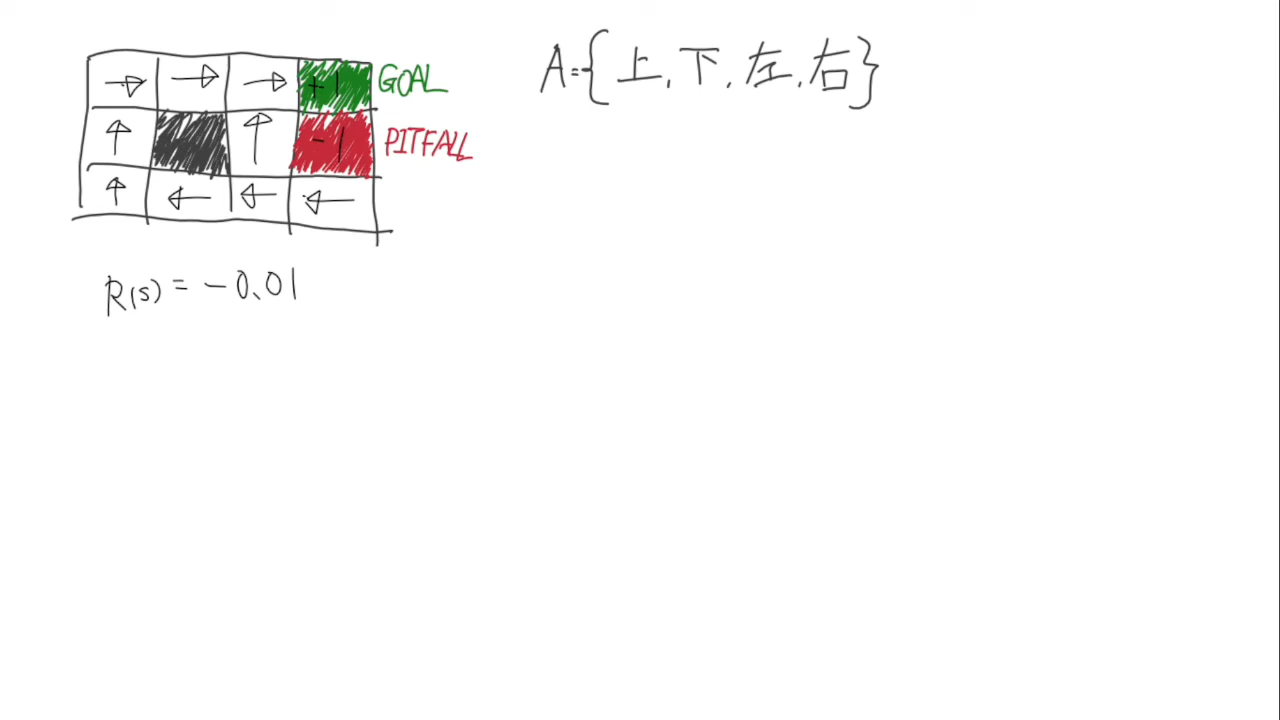 A={上,下,左,右}
+1 GOAL
-1 PITFALL
R(s) = -0.01